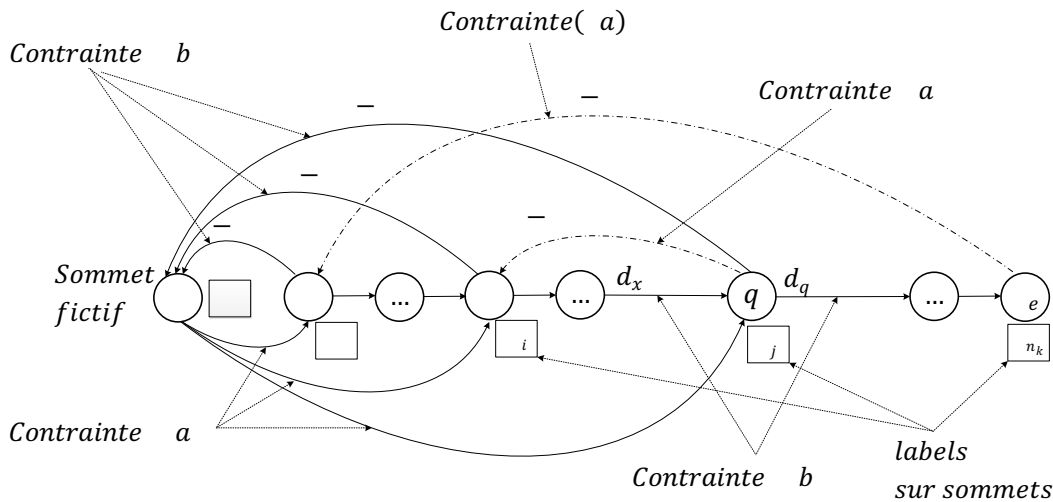 Contrainte( a)
Contrainte b
Contrainte a
−
−
−
−
−
Sommet
fictif
...
...
d_x
q
d_q
...
e
i
j
n_k
Contrainte a
Contrainte b
labels
sur sommets